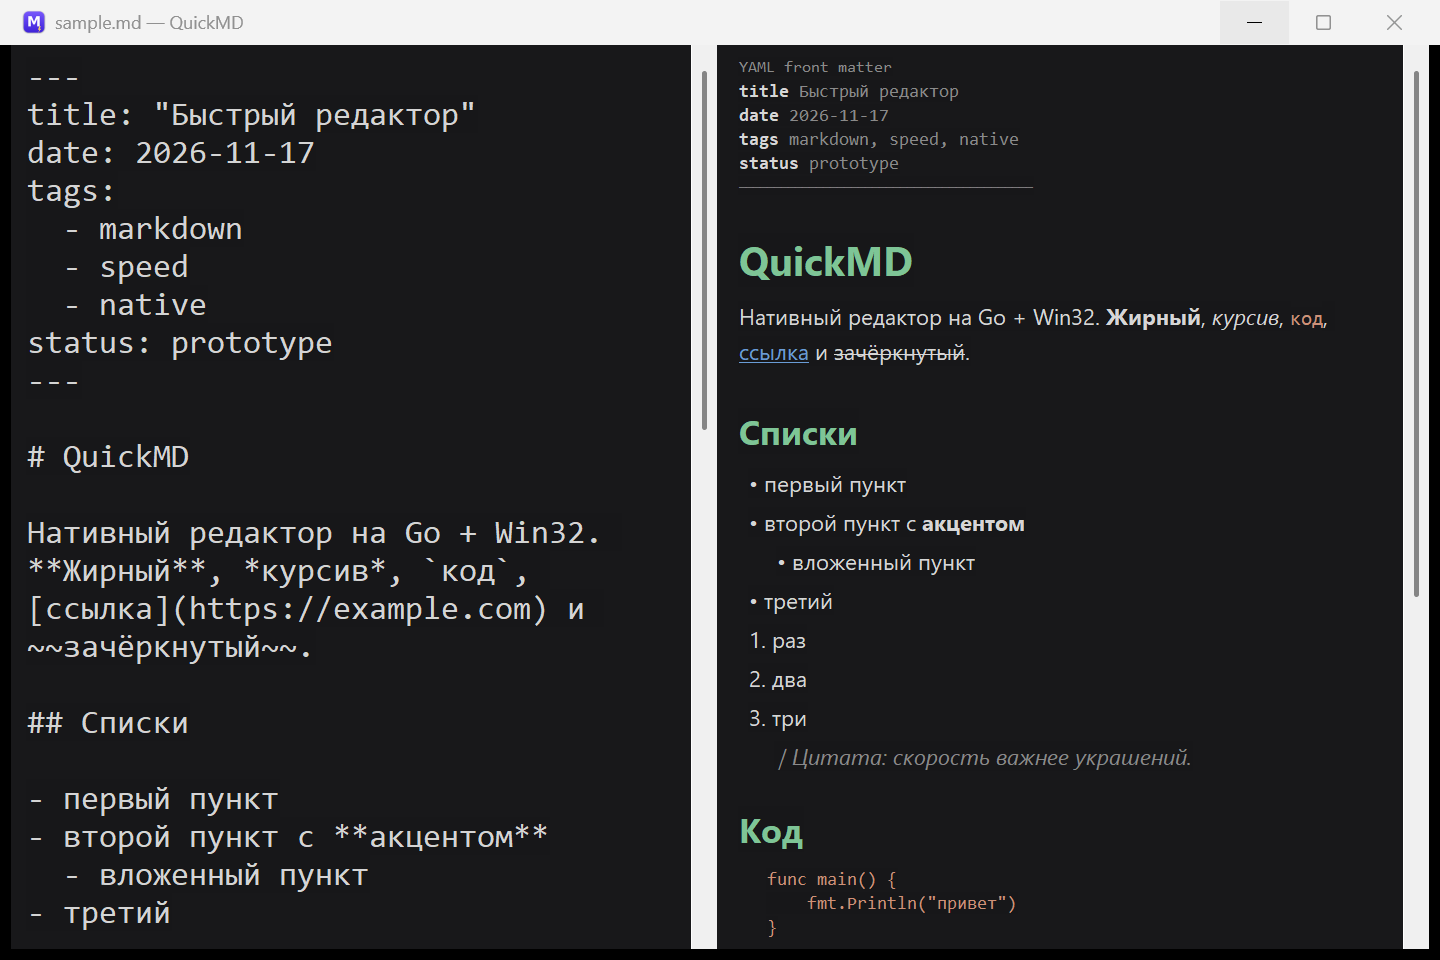 M sample.md — QuickMD
---
title: "Быстрый редактор"
date: 2026-11-17
tags:
  - markdown
  - speed
  - native
status: prototype
---
# QuickMD
Нативный редактор на Go + Win32.
**Жирный**, *курсив*, `код`,
[ссылка](https://example.com) и
~~зачёркнутый~~.
## Списки
- первый пункт
- второй пункт с **акцентом**
  - вложенный пункт
- третий
YAML front matter
title Быстрый редактор
date 2026-11-17
tags markdown, speed, native
status prototype
QuickMD
Нативный редактор на Go + Win32. Жирный, курсив, код,
ссылка и зачёркнутый.
Списки
• первый пункт
• второй пункт с акцентом
• вложенный пункт
• третий
1. раз
2. два
3. три
| Цитата: скорость важнее украшений.
Код
func main() {
    fmt.Println("привет")
}